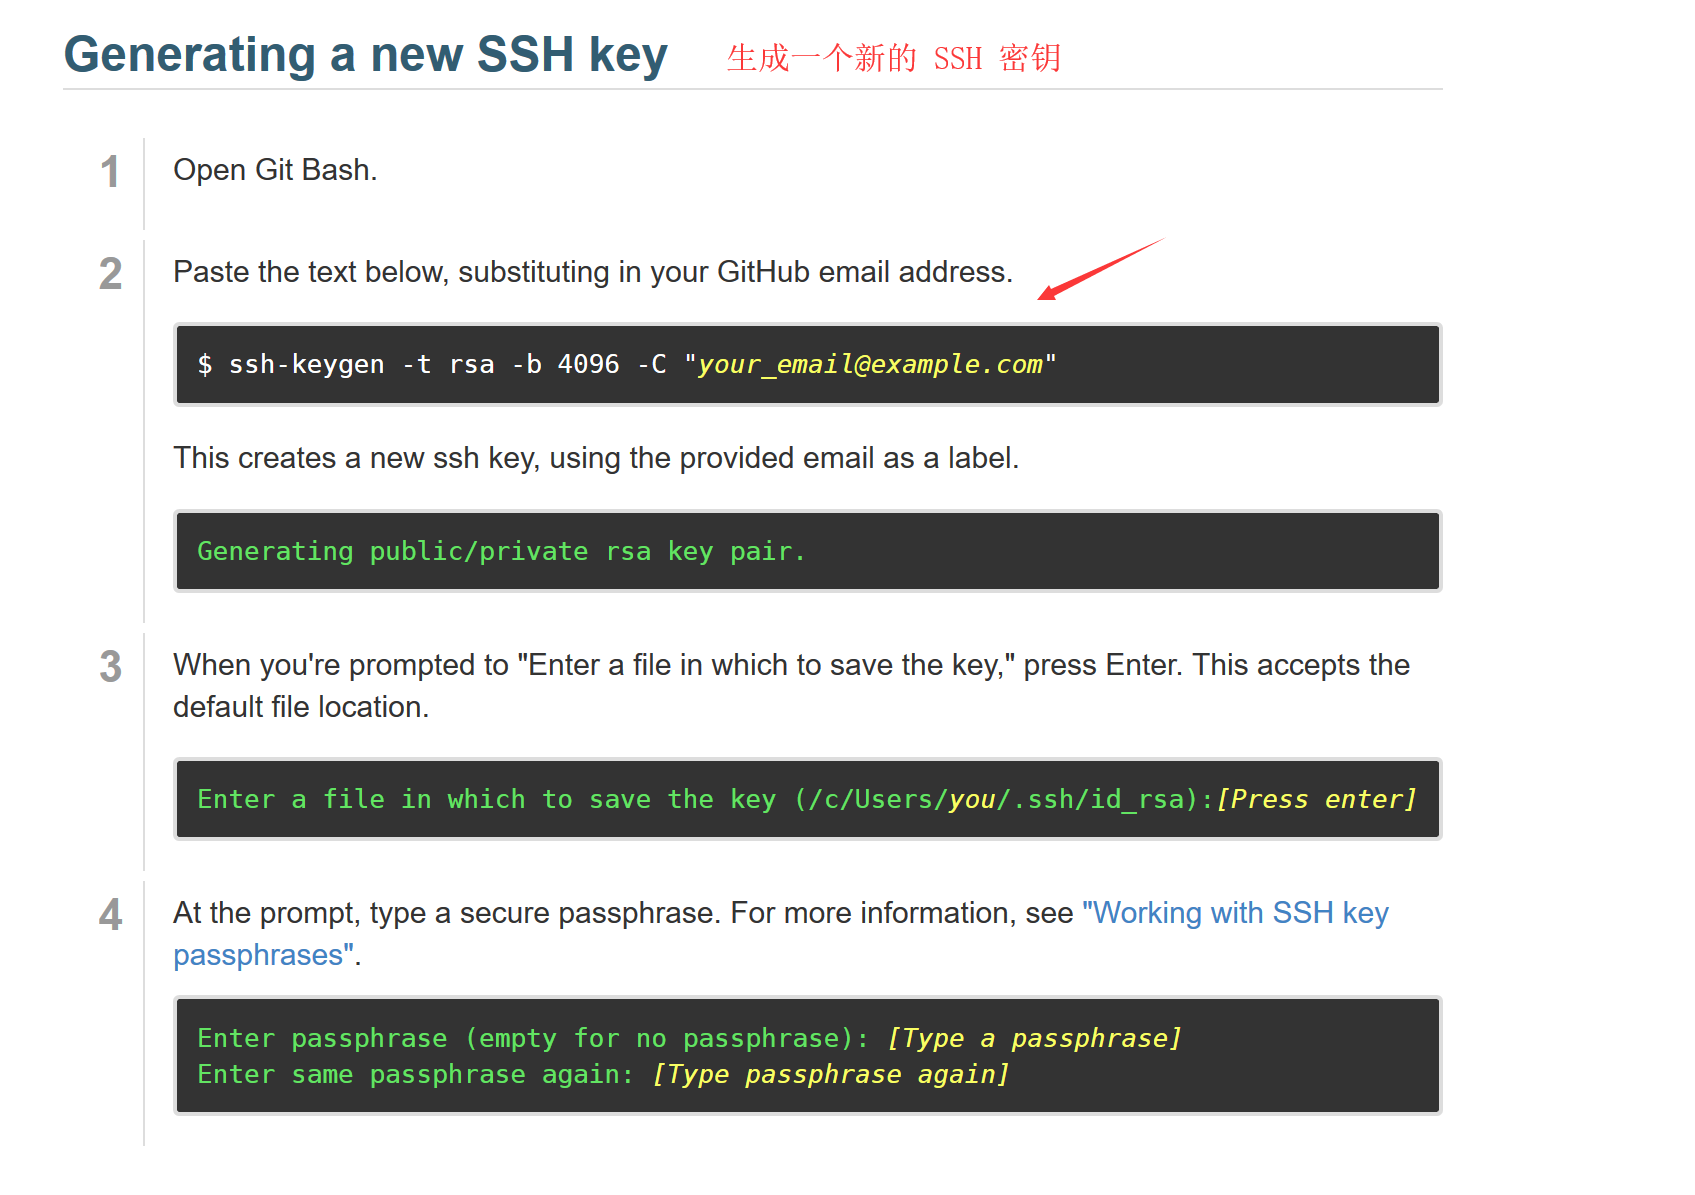 Generating a new SSH key 生成一个新的 SSH 密钥
1 Open Git Bash.
2 Paste the text below, substituting in your GitHub email address.
$ ssh-keygen -t rsa -b 4096 -C "your_email@example.com"
This creates a new ssh key, using the provided email as a label.
Generating public/private rsa key pair.
3 When you're prompted to "Enter a file in which to save the key," press Enter. This accepts the
default file location.
Enter a file in which to save the key (/c/Users/you/.ssh/id_rsa):[Press enter]
4 At the prompt, type a secure passphrase. For more information, see "Working with SSH key
passphrases".
Enter passphrase (empty for no passphrase): [Type a passphrase]
Enter same passphrase again: [Type passphrase again]